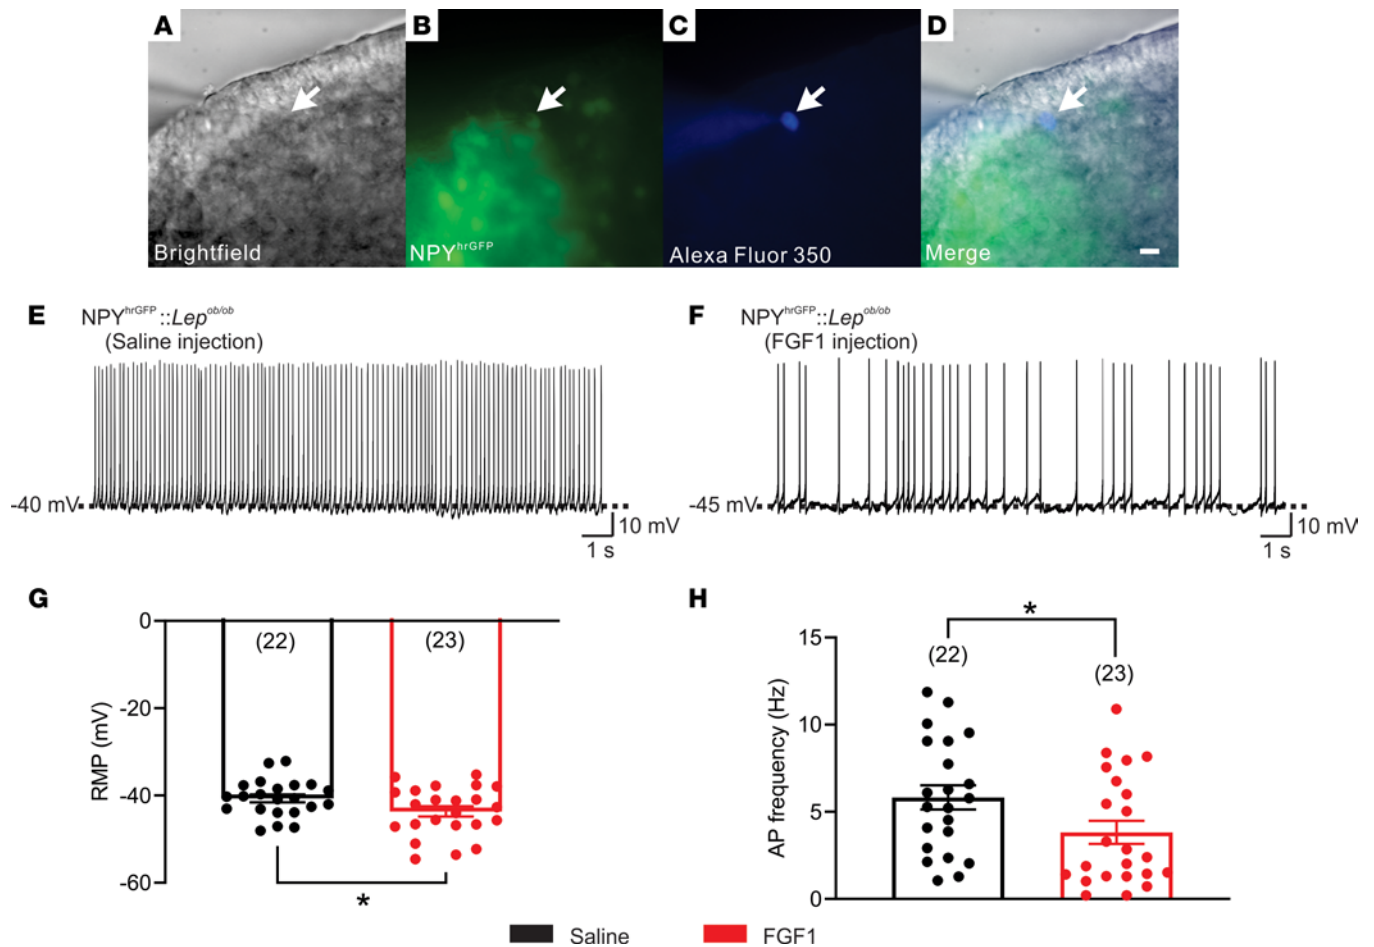 A B C D
Brightfield NPYhrGFP Alexa Fluor 350 Merge
E NPYhrGFP::Lepob/ob
(Saline injection)
-40 mV
10 mV
1 s
F NPYhrGFP::Lepob/ob
(FGF1 injection)
-45 mV
10 mV
1 s
G
0
-20
-40
-60
RMP (mV)
(22) (23)
*
H
15
10
5
0
AP frequency (Hz)
*
(22)
(23)
Saline FGF1